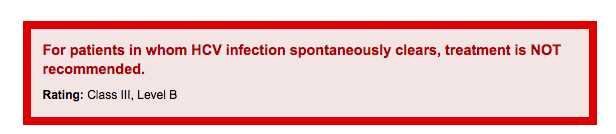 For patients in whom HCV infection spontaneously clears, treatment is NOT
recommended.
Rating: Class III, Level B